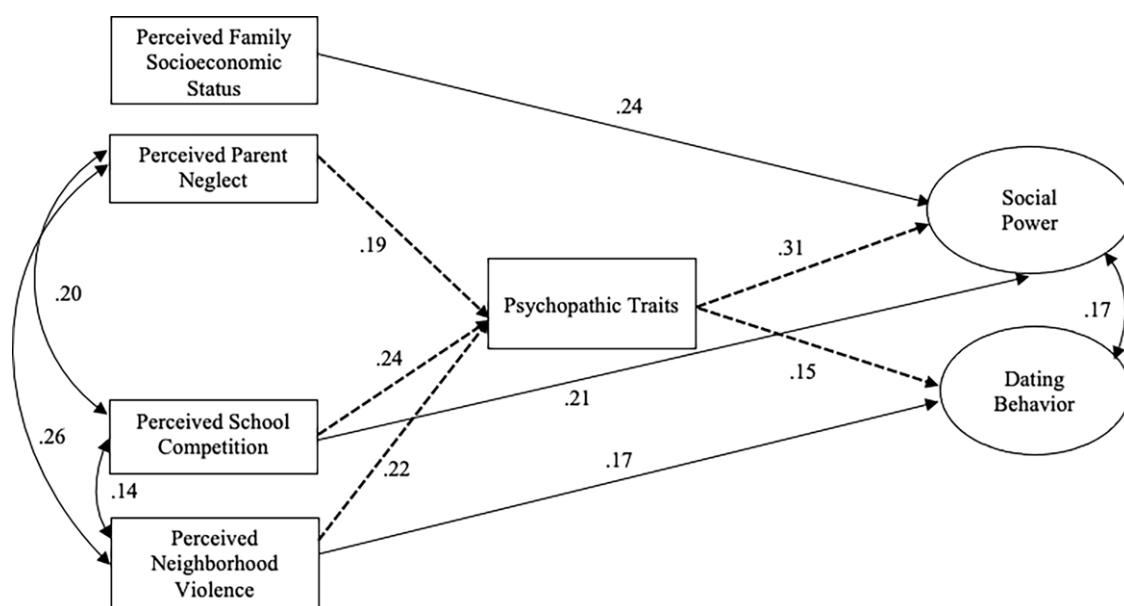 Perceived Family
Socioeconomic
Status
.24
Perceived Parent
Neglect
Social
Power
.19
.31
.20
Psychopathic Traits
.17
.24
.15
Dating
Behavior
.21
Perceived School
Competition
.26
.22
.17
.14
Perceived
Neighborhood
Violence